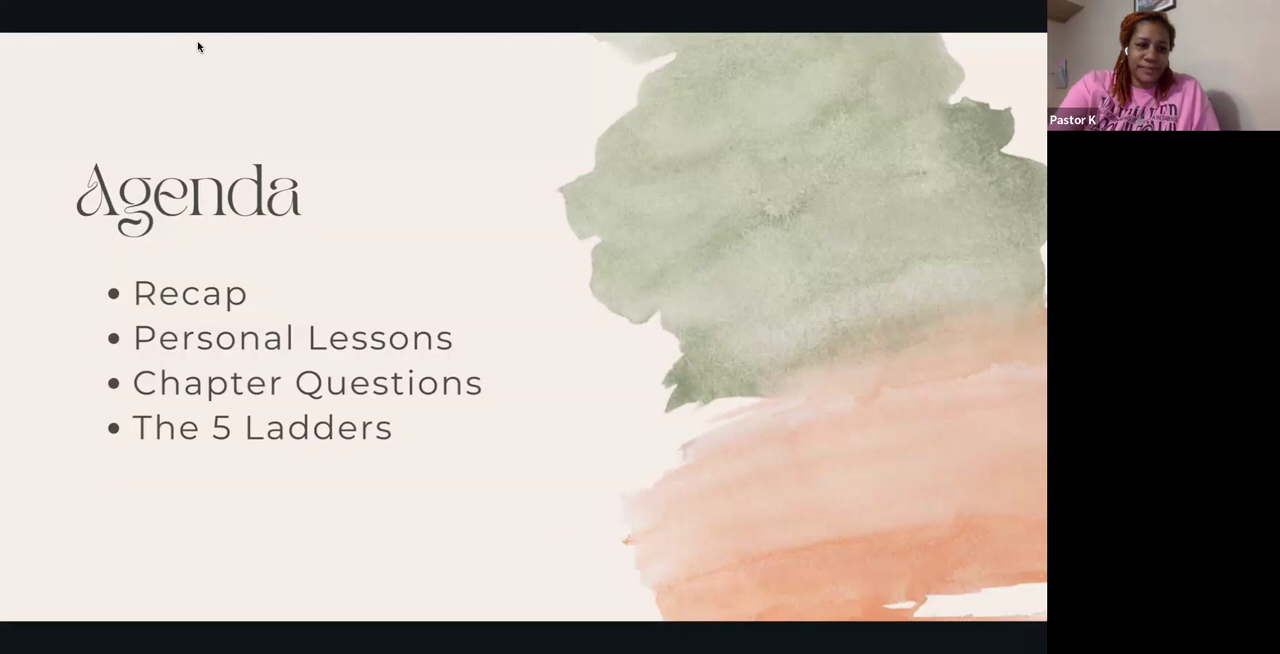 Agenda
• Recap
• Personal Lessons
• Chapter Questions
• The 5 Ladders
Pastor K